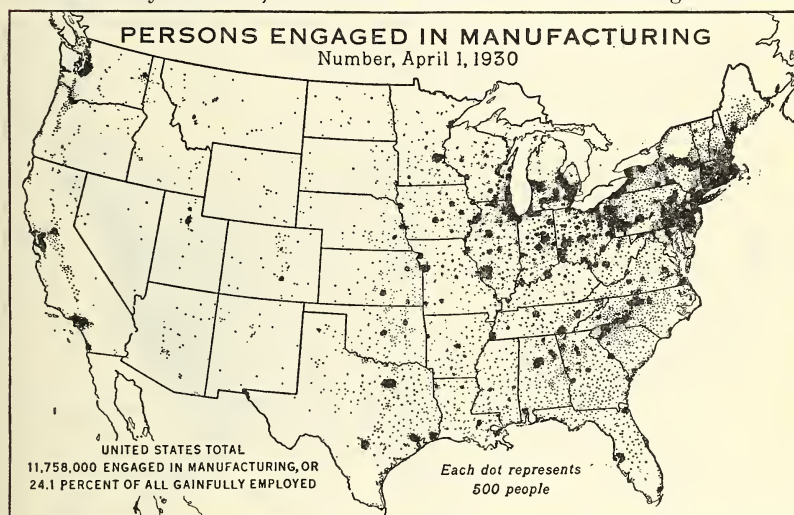 PERSONS ENGAGED IN MANUFACTURING
Number, April 1, 1930
UNITED STATES TOTAL
11,758,000 ENGAGED IN MANUFACTURING, OR
24.1 PERCENT OF ALL GAINFULLY EMPLOYED
Each dot represents
500 people